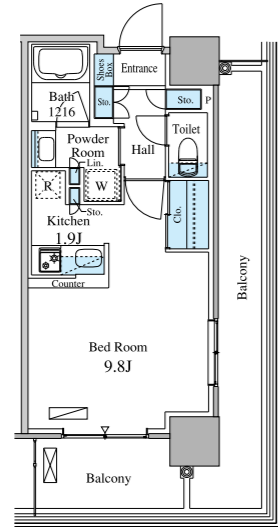 Shoes
Box
Entrance
Bath
1216
Sto.
Sto.
P
Powder
Room
Toilet
Hall
Lin.
R
W
Sto.
Kitchen
1.9J
Clo.
Counter
Balcony
Bed Room
9.8J
Balcony